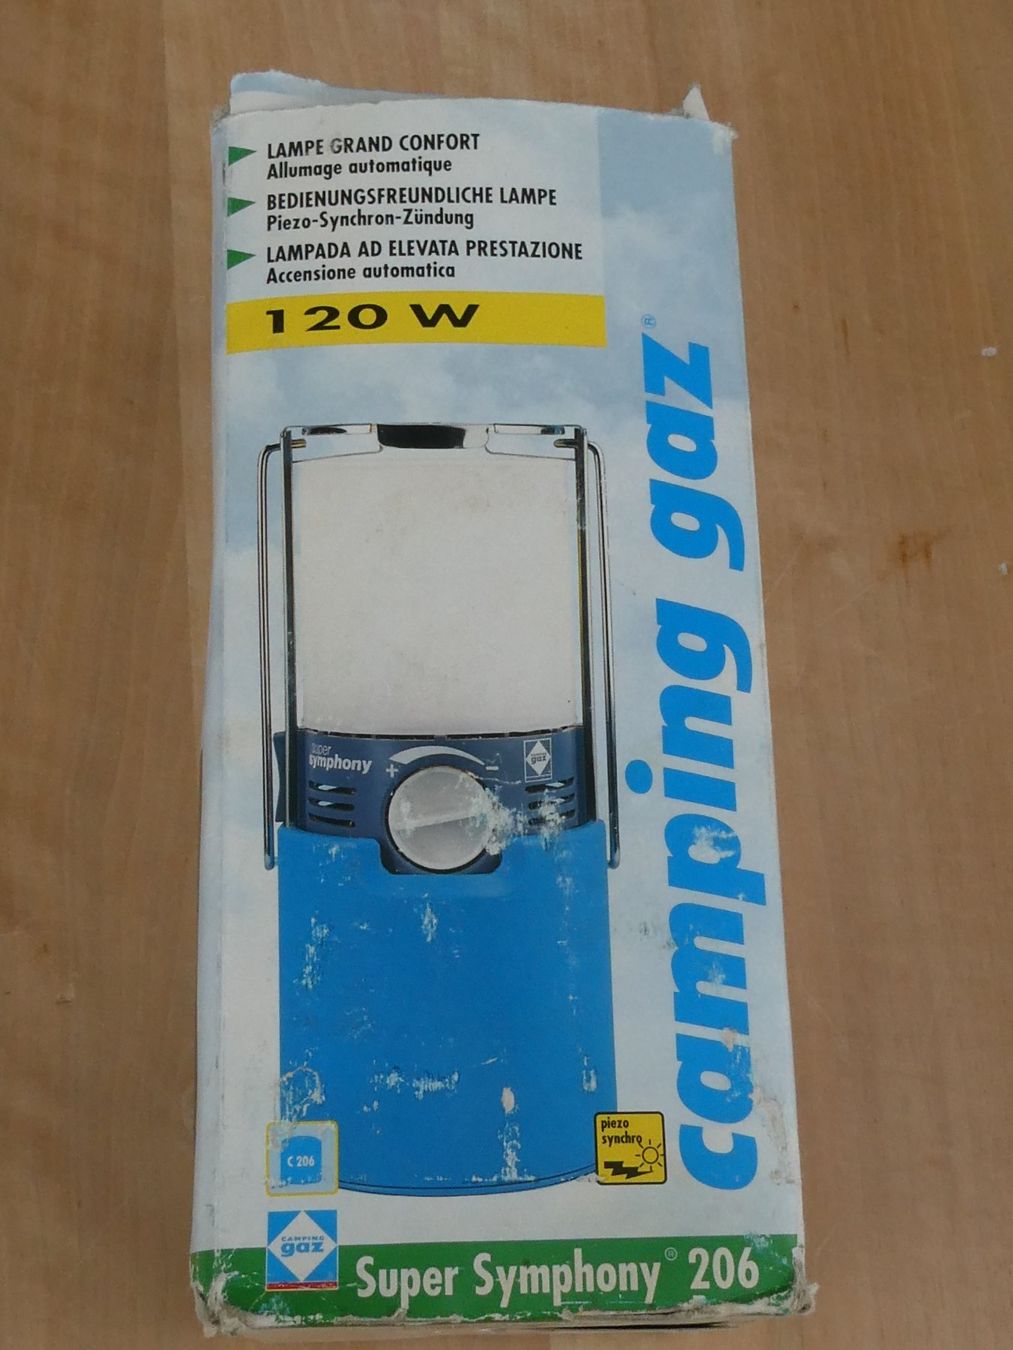 LAMPE GRAND CONFORT
Allumage automatique
BEDIENUNGSFREUNDLICHE LAMPE
Piezo-Synchron-Zündung
LAMPADA AD ELEVATA PRESTAZIONE
Accensione automatica
120 W
camping gaz®
super
symphony
+
−
CAMPING
gaz
C 206
piezo
synchro
CAMPING
gaz
Super Symphony® 206